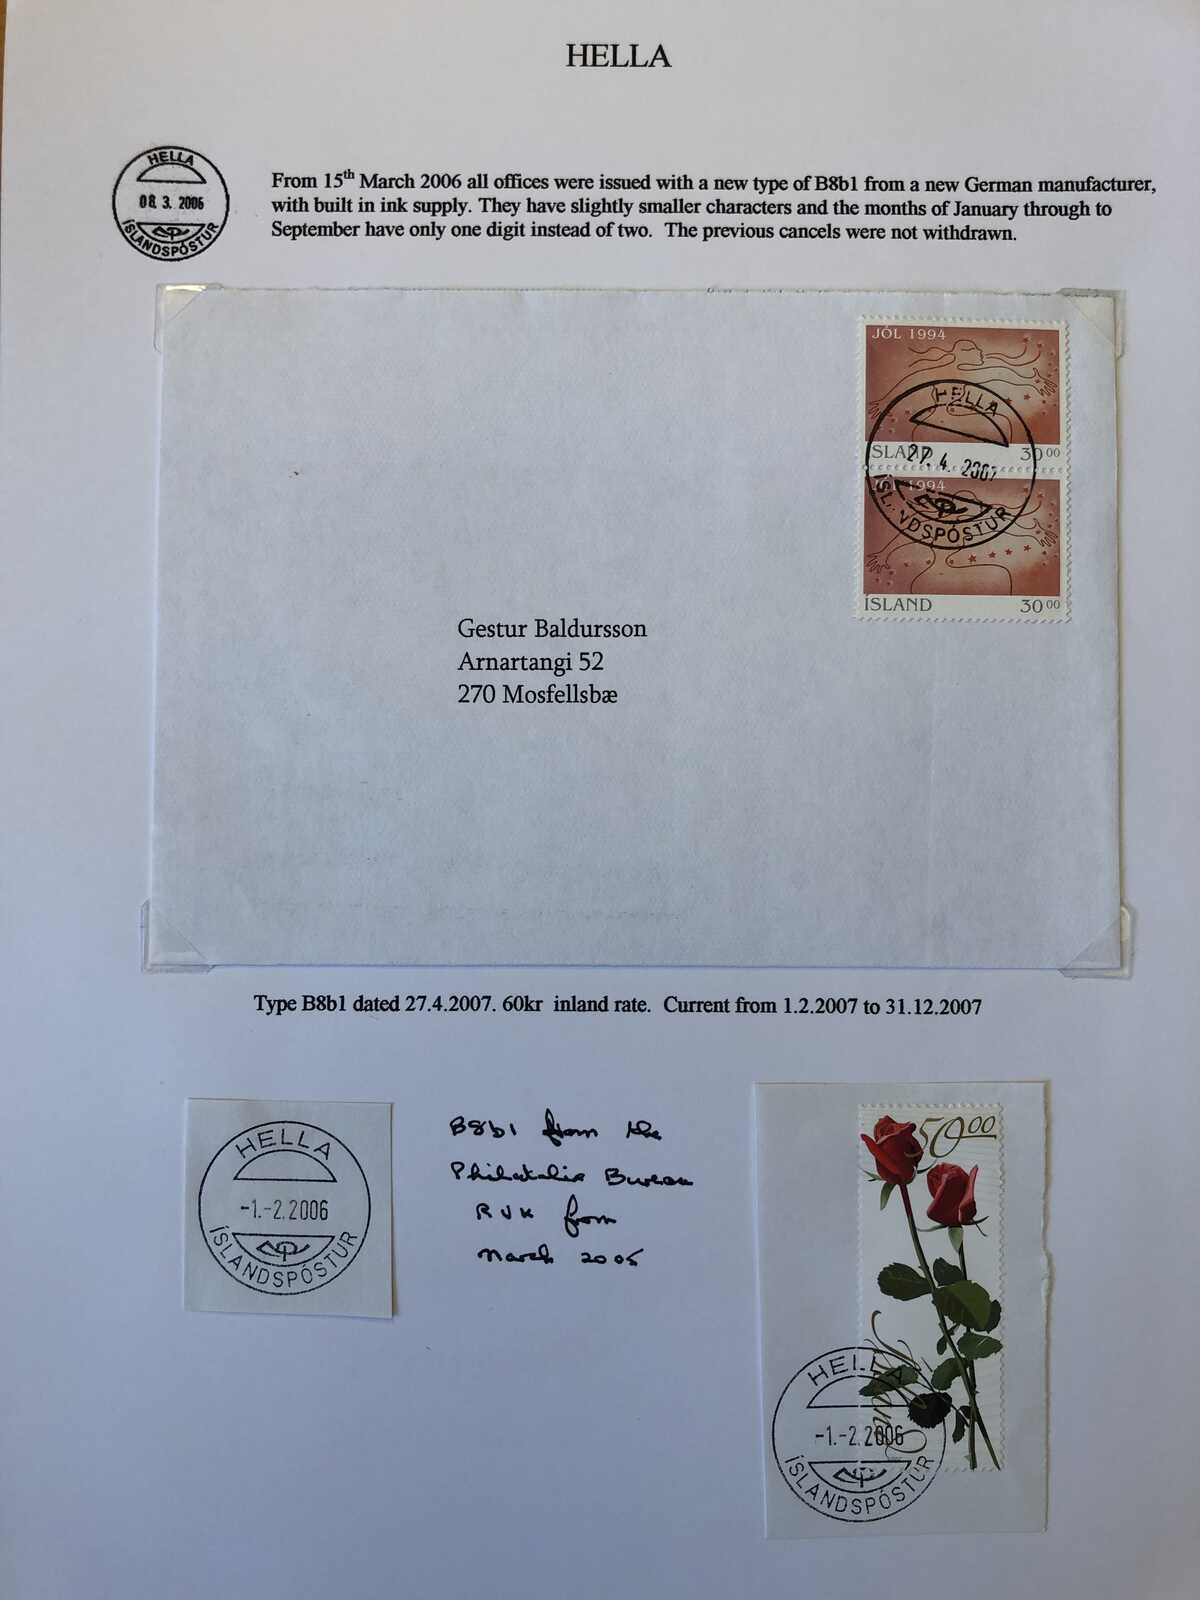 HELLA
HELLA
08. 3. 2006
ÍSLANDSPÓSTUR
From 15th March 2006 all offices were issued with a new type of B8b1 from a new German manufacturer,
with built in ink supply. They have slightly smaller characters and the months of January through to
September have only one digit instead of two. The previous cancels were not withdrawn.
JÓL 1994
HELLA
ÍSLAND 30 00
27. 4. 2007
JÓL 1994
ÍSL VDSPÓSTUR
ÍSLAND 30 00
Gestur Baldursson
Arnartangi 52
270 Mosfellsbæ
Type B8b1 dated 27.4.2007. 60kr inland rate. Current from 1.2.2007 to 31.12.2007
HELLA
-1.-2.2006
ÍSLANDSPÓSTUR
B8b1 from the
Philatelic Bureau
RVK from
March 2005
50.00
Ísland
HELLA
-1.-2.2006
ÍSLANDSPÓSTUR